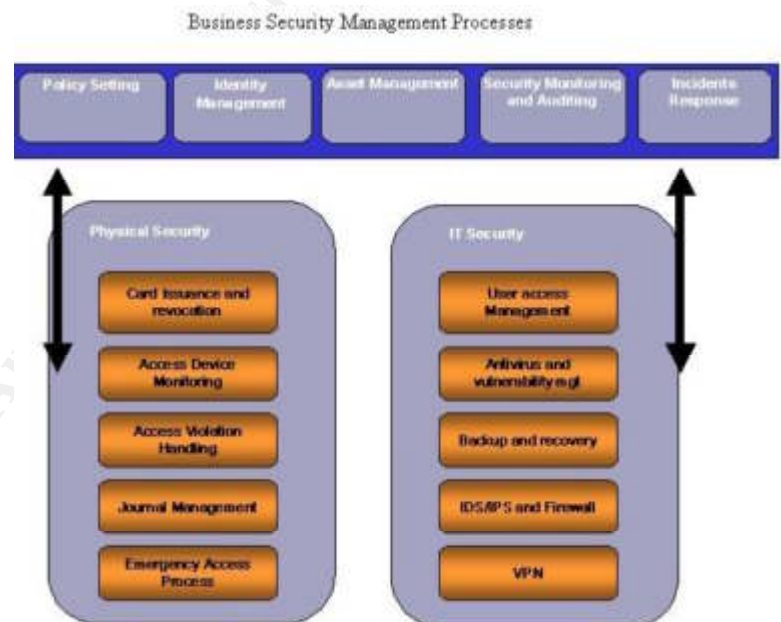 Business Security Management Processes
Policy Setting
Identity
Management
Asset Management
Security Monitoring
and Auditing
Incidents
Response
Physical Security
Card Issuance and
revocation
Access Device
Monitoring
Access Violation
Handling
Journal Management
Emergency Access
Process
IT Security
User access
Management
Antivirus and
vulnerability mgt
Backup and recovery
IDS/IPS and Firewall
VPN